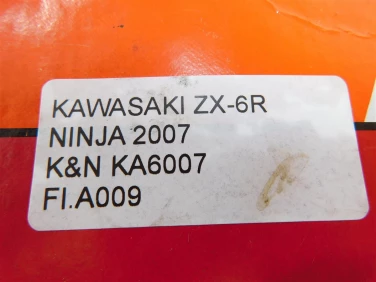 KAWASAKI ZX-6R
NINJA 2007
K&N KA6007
FI.A009